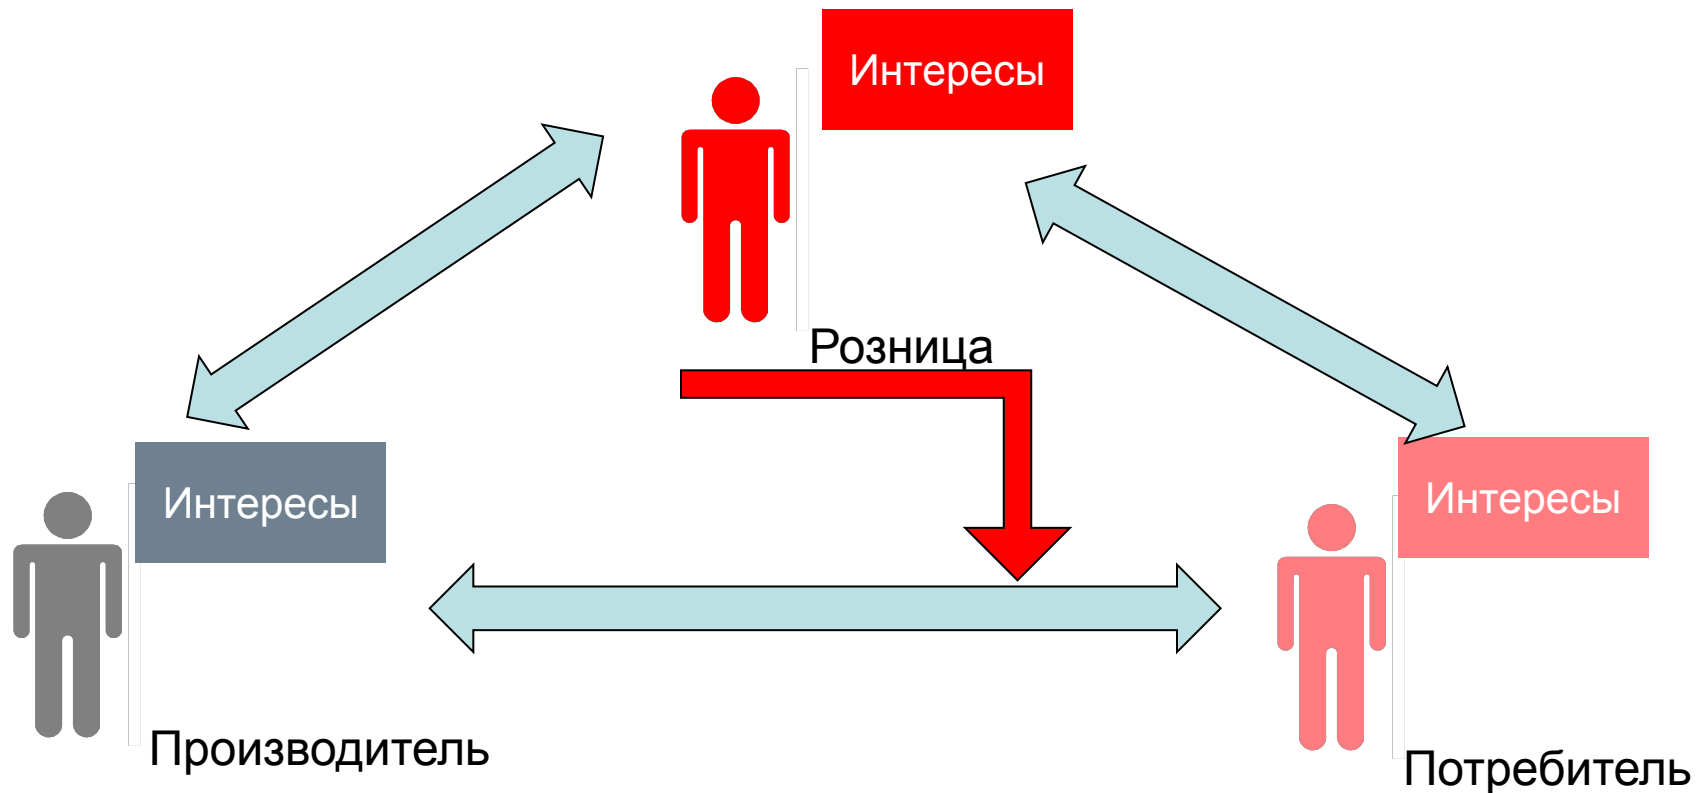 Интересы
Розница
Интересы
Интересы
Производитель
Потребитель